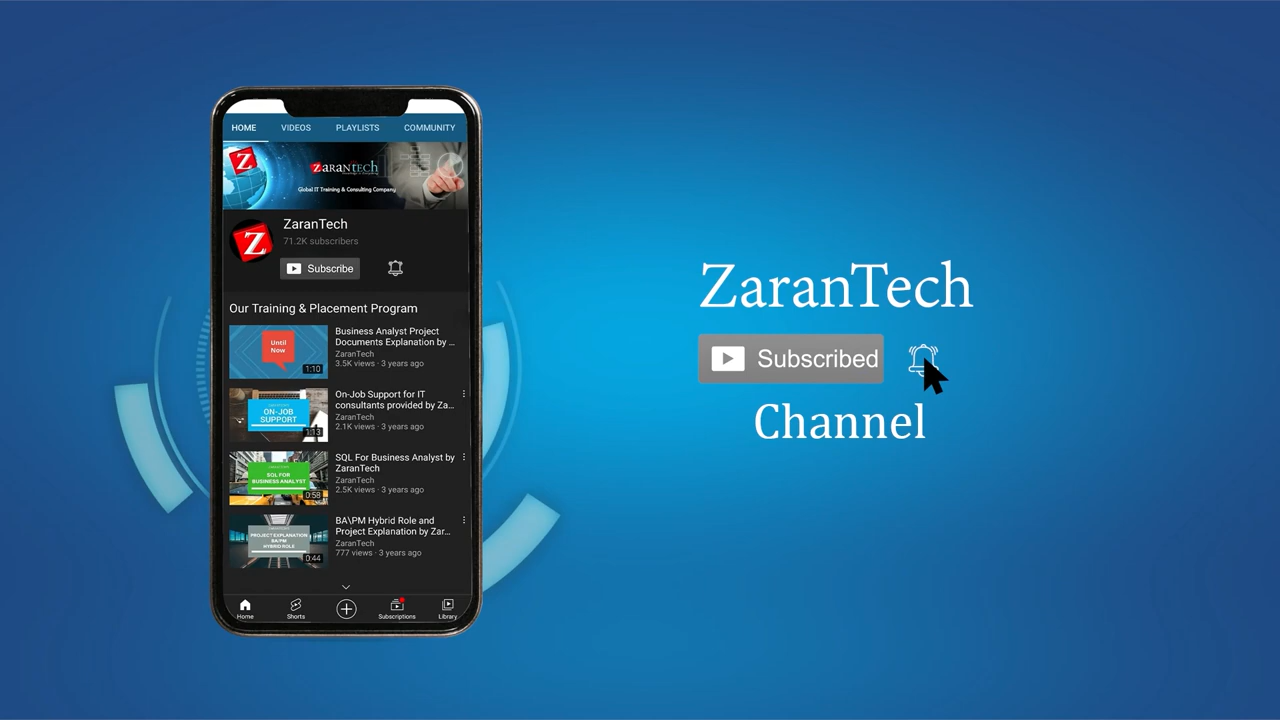 HOME VIDEOS PLAYLISTS COMMUNITY
Z
ZARANTECH
Global IT Training & Consulting Company
Z
ZaranTech
71.2K subscribers
Subscribe
Our Training & Placement Program
Until
Now
1:10
Business Analyst Project
Documents Explanation by ...
ZaranTech
3.5K views · 3 years ago
ON-JOB
SUPPORT
1:13
On-Job Support for IT
consultants provided by Za...
ZaranTech
2.1K views · 3 years ago
SQL FOR
BUSINESS ANALYST
0:58
SQL For Business Analyst by
ZaranTech
ZaranTech
2.5K views · 3 years ago
PROJECT EXPLANATION
BA/PM
HYBRID ROLE
0:44
BA\PM Hybrid Role and
Project Explanation by Zar...
ZaranTech
777 views · 3 years ago
Home Shorts Subscriptions Library
ZaranTech
Subscribed
Channel